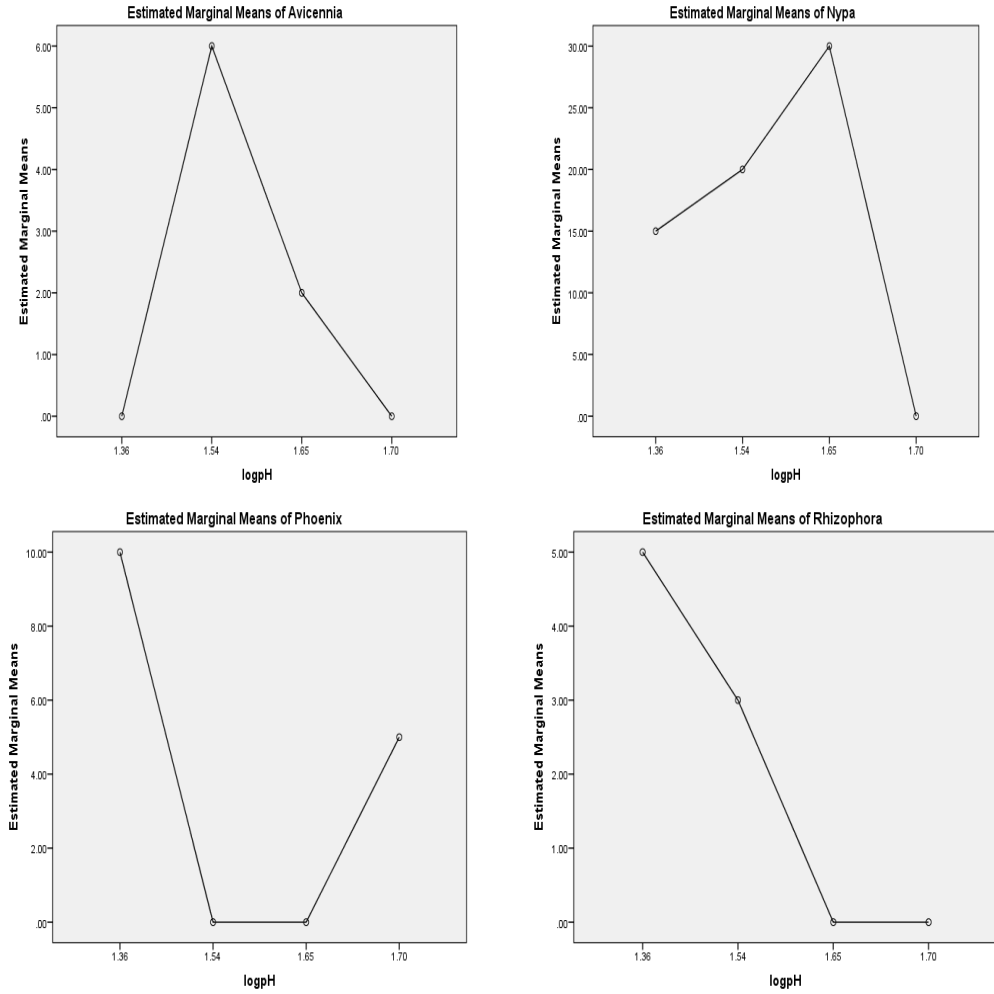 Estimated Marginal Means of Avicennia
Estimated Marginal Means
6.00
5.00
4.00
3.00
2.00
1.00
.00
1.36 1.54 1.65 1.70
logpH
Estimated Marginal Means of Nypa
Estimated Marginal Means
30.00
25.00
20.00
15.00
10.00
5.00
.00
1.36 1.54 1.65 1.70
logpH
Estimated Marginal Means of Phoenix
Estimated Marginal Means
10.00
8.00
6.00
4.00
2.00
.00
1.36 1.54 1.65 1.70
logpH
Estimated Marginal Means of Rhizophora
Estimated Marginal Means
5.00
4.00
3.00
2.00
1.00
.00
1.36 1.54 1.65 1.70
logpH